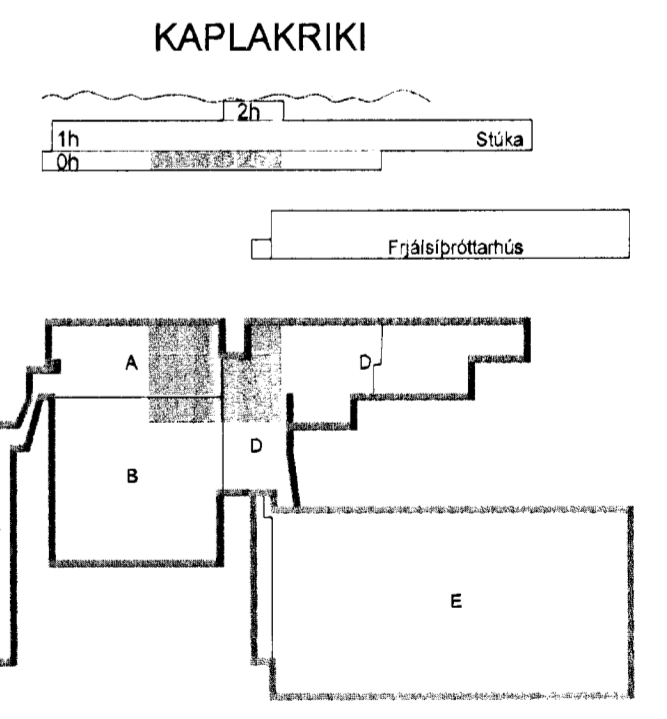 KAPLAKRIKI
2h
1h Stúka
0h
Frjálsíþróttarhús
A D
B D
E